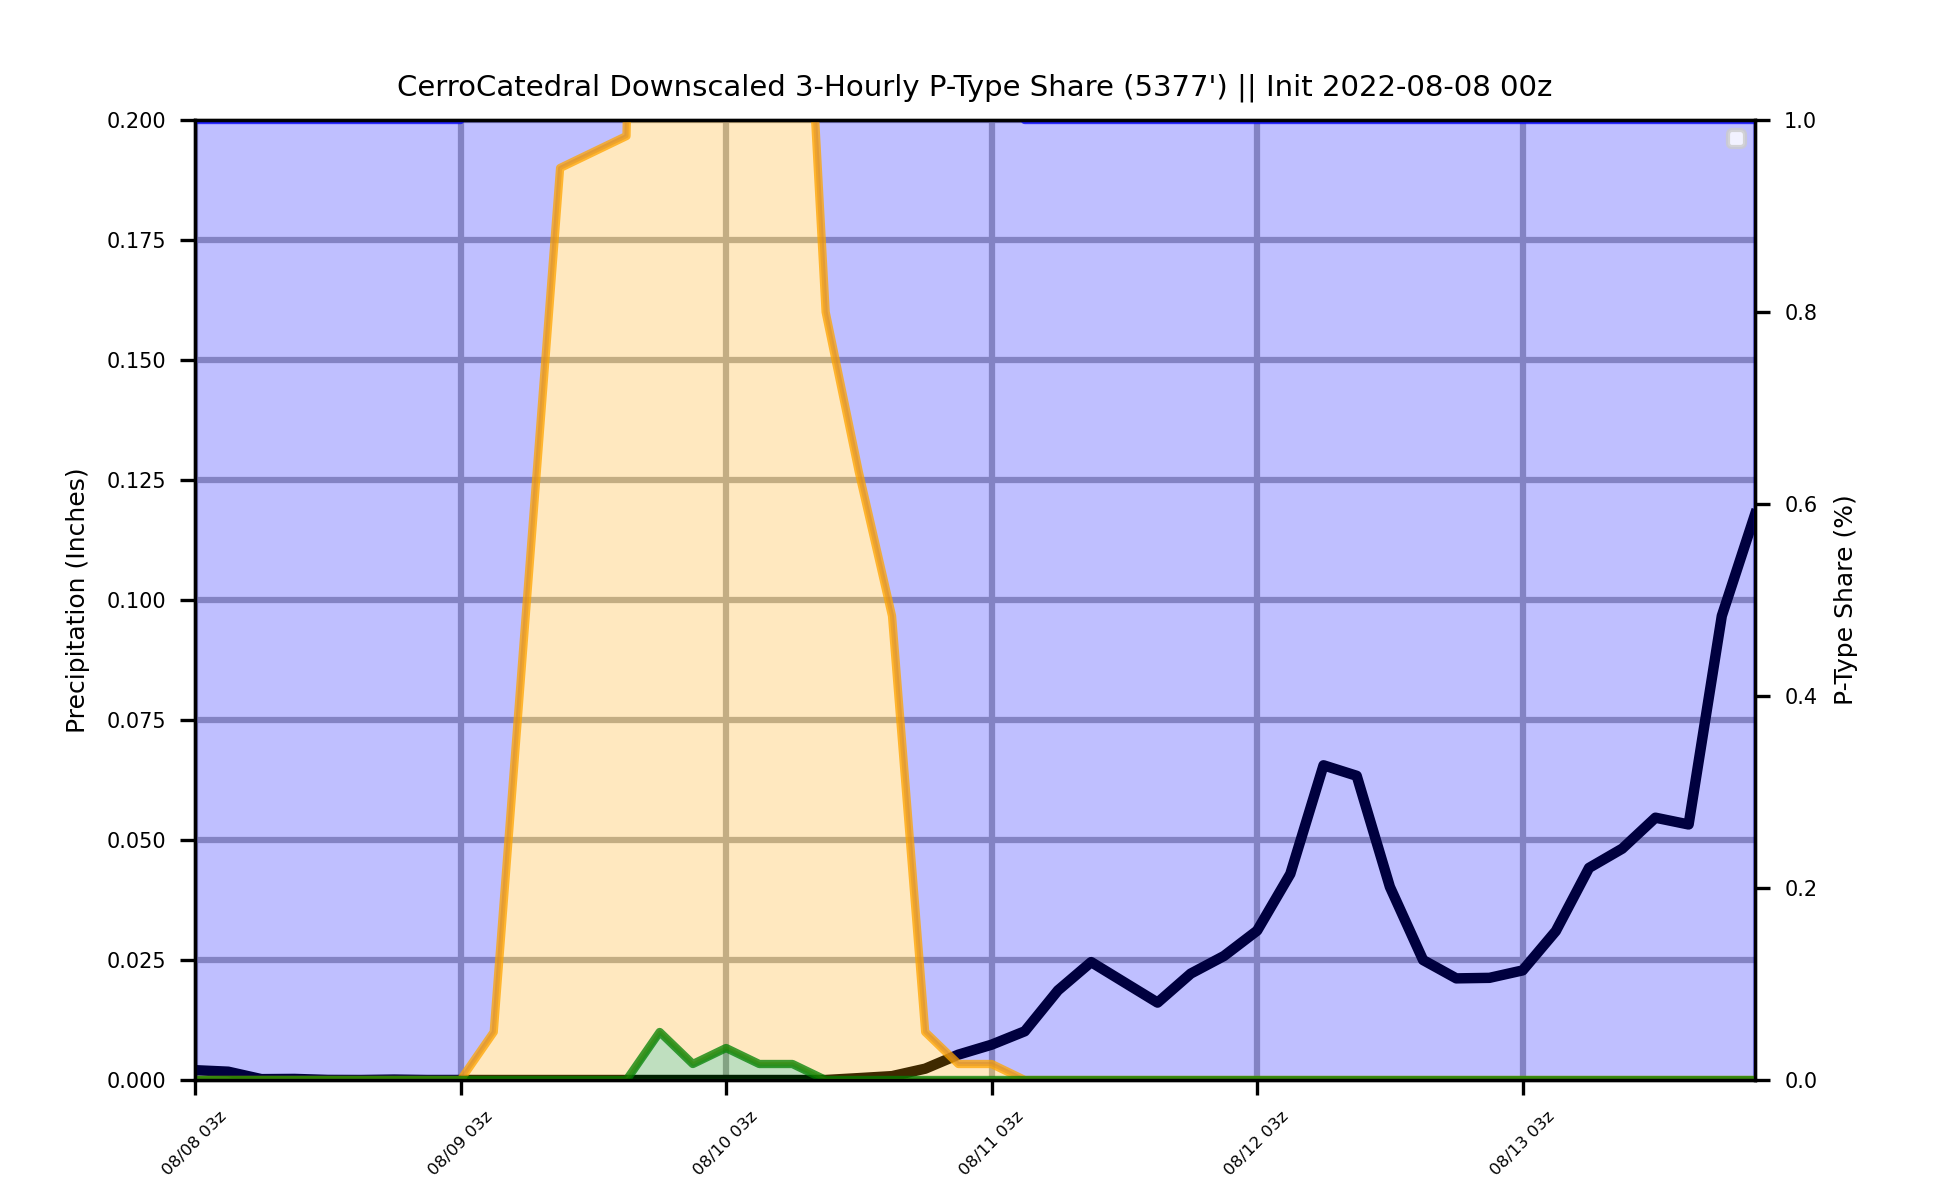 CerroCatedral Downscaled 3-Hourly P-Type Share (5377') || Init 2022-08-08 00z
Precipitation (Inches)
0.200
0.175
0.150
0.125
0.100
0.075
0.050
0.025
0.000
1.0
0.8
0.6
0.4
0.2
0.0
P-Type Share (%)
08/08 03z
08/09 03z
08/10 03z
08/11 03z
08/12 03z
08/13 03z